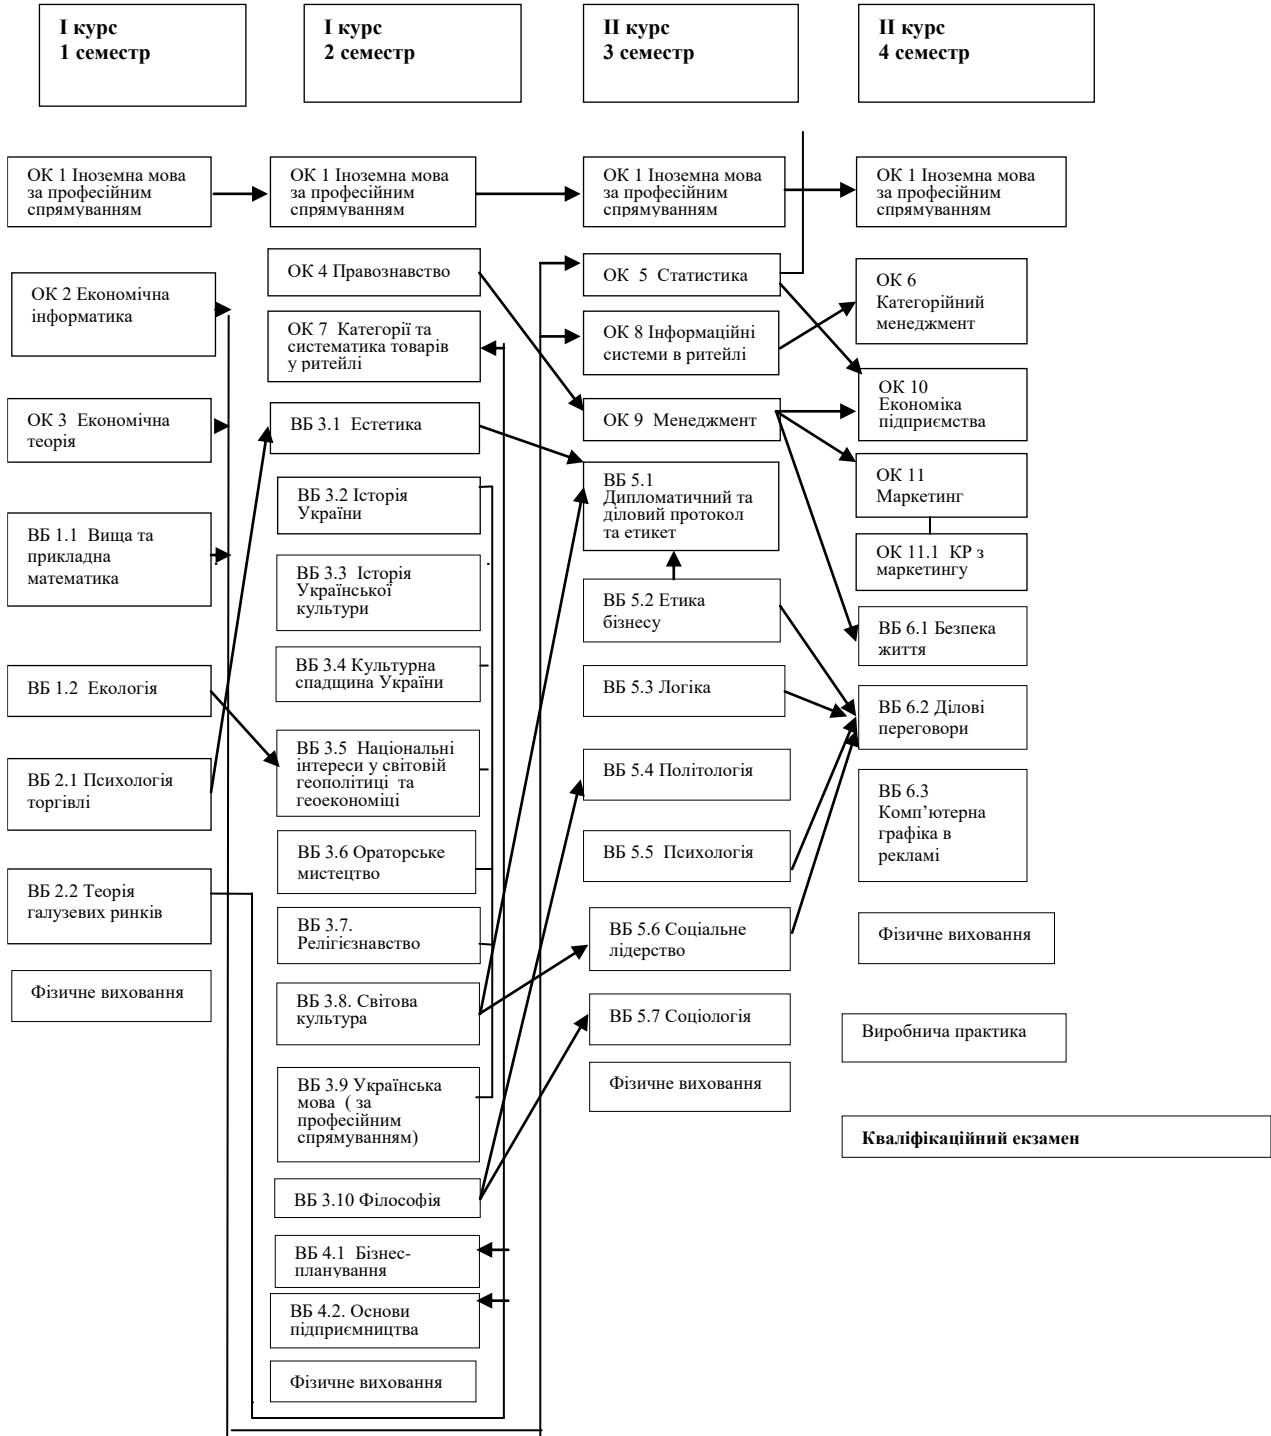 І курс
1 семестр
І курс
2 семестр
ІІ курс
3 семестр
ІІ курс
4 семестр
ОК 1 Іноземна мова
за професійним
спрямуванням
ОК 1 Іноземна мова
за професійним
спрямуванням
ОК 1 Іноземна мова
за професійним
спрямуванням
ОК 1 Іноземна мова
за професійним
спрямуванням
ОК 2 Економічна
інформатика
ОК 3 Економічна
теорія
ВБ 1.1 Вища та
прикладна
математика
ВБ 1.2 Екологія
ВБ 2.1 Психологія
торгівлі
ВБ 2.2 Теорія
галузевих ринків
Фізичне виховання
ОК 4 Правознавство
ОК 7 Категорії та
систематика товарів
у ритейлі
ВБ 3.1 Естетика
ВБ 3.2 Історія
України
ВБ 3.3 Історія
Української
культури
ВБ 3.4 Культурна
спадщина України
ВБ 3.5 Національні
інтереси у світовій
геополітиці та
геоекономіці
ВБ 3.6 Ораторське
мистецтво
ВБ 3.7.
Релігієзнавство
ВБ 3.8. Світова
культура
ВБ 3.9 Українська
мова ( за
професійним
спрямуванням)
ВБ 3.10 Філософія
ВБ 4.1 Бізнес-
планування
ВБ 4.2. Основи
підприємництва
Фізичне виховання
ОК 5 Статистика
ОК 8 Інформаційні
системи в ритейлі
ОК 9 Менеджмент
ВБ 5.1
Дипломатичний та
діловий протокол
та етикет
ВБ 5.2 Етика
бізнесу
ВБ 5.3 Логіка
ВБ 5.4 Політологія
ВБ 5.5 Психологія
ВБ 5.6 Соціальне
лідерство
ВБ 5.7 Соціологія
Фізичне виховання
ОК 6
Категорійний
менеджмент
ОК 10
Економіка
підприємства
ОК 11
Маркетинг
ОК 11.1 КР з
маркетингу
ВБ 6.1 Безпека
життя
ВБ 6.2 Ділові
переговори
ВБ 6.3
Комп’ютерна
графіка в
рекламі
Фізичне виховання
Виробнича практика
Кваліфікаційний екзамен